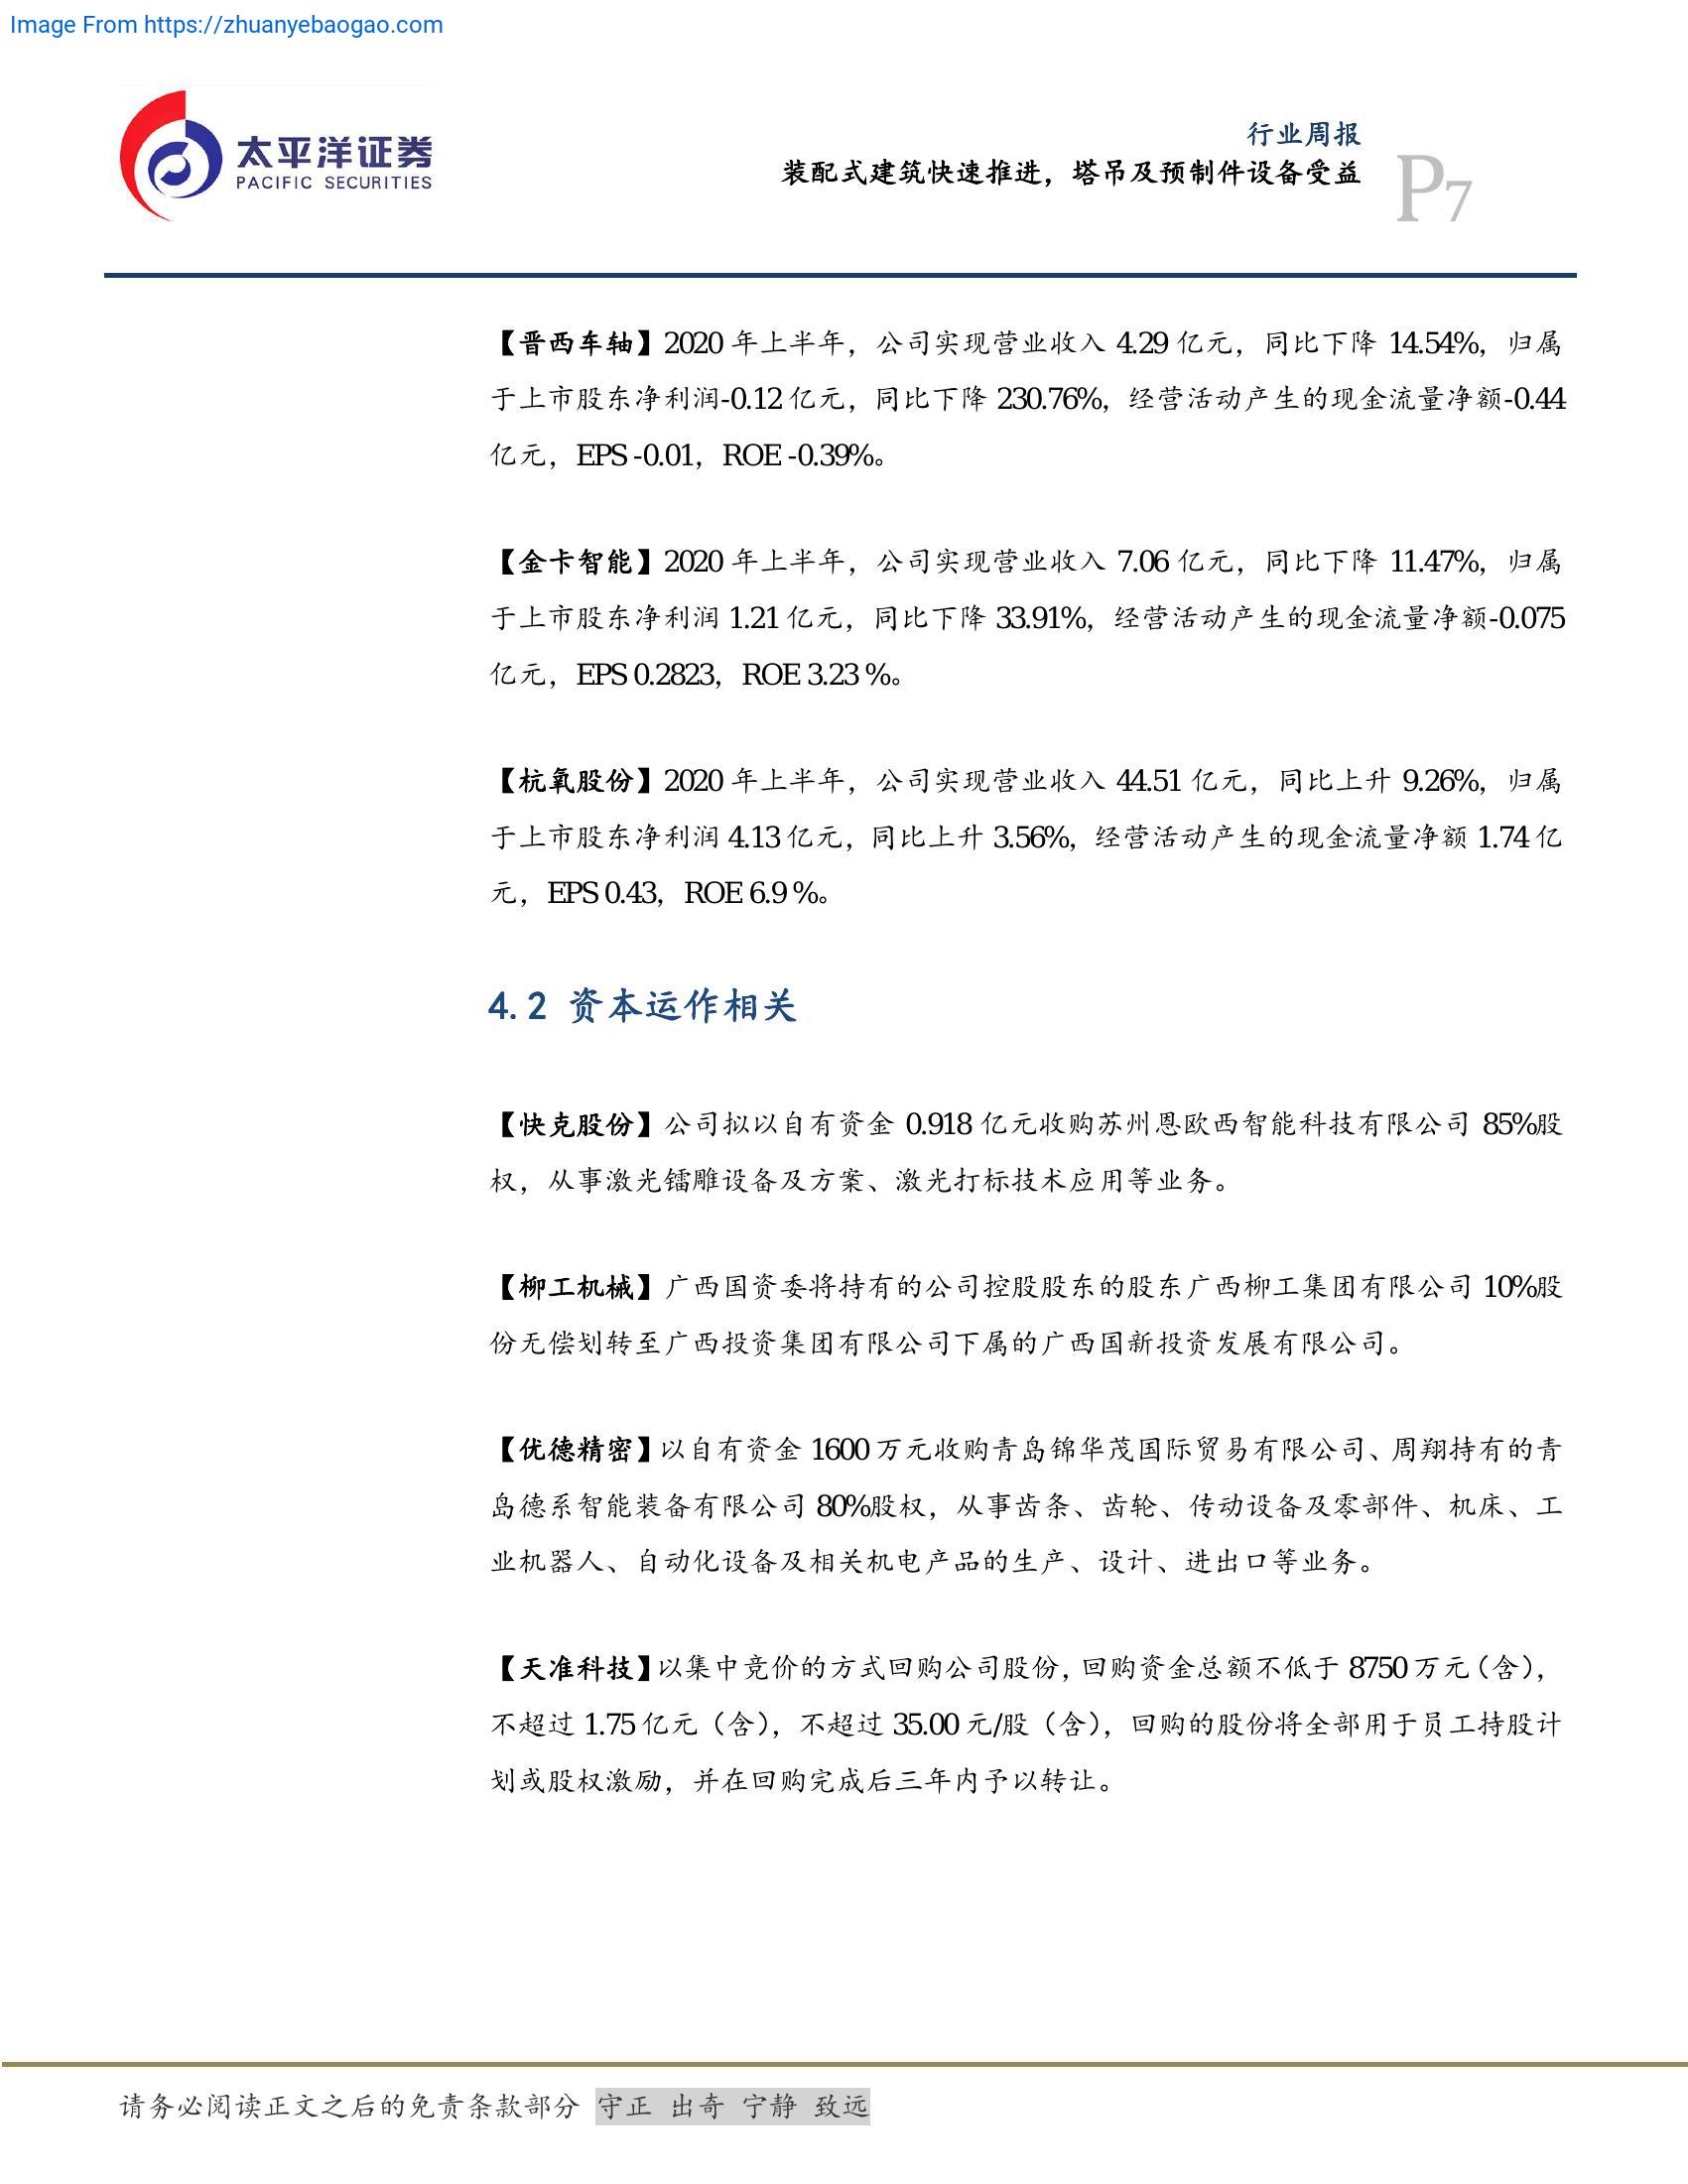 Image From https://zhuanyebaogao.com
太平洋证券
PACIFIC SECURITIES
行业周报
装配式建筑快速推进，塔吊及预制件设备受益
P7
【晋西车轴】2020 年上半年，公司实现营业收入 4.29 亿元，同比下降 14.54%，归属
于上市股东净利润-0.12 亿元，同比下降 230.76%，经营活动产生的现金流量净额-0.44
亿元，EPS -0.01，ROE -0.39%。
【金卡智能】2020 年上半年，公司实现营业收入 7.06 亿元，同比下降 11.47%，归属
于上市股东净利润 1.21 亿元，同比下降 33.91%，经营活动产生的现金流量净额-0.075
亿元，EPS 0.2823，ROE 3.23 %。
【杭氧股份】2020 年上半年，公司实现营业收入 44.51 亿元，同比上升 9.26%，归属
于上市股东净利润 4.13 亿元，同比上升 3.56%，经营活动产生的现金流量净额 1.74 亿
元，EPS 0.43，ROE 6.9 %。
4.2 资本运作相关
【快克股份】公司拟以自有资金 0.918 亿元收购苏州恩欧西智能科技有限公司 85%股
权，从事激光镭雕设备及方案、激光打标技术应用等业务。
【柳工机械】广西国资委将持有的公司控股股东的股东广西柳工集团有限公司 10%股
份无偿划转至广西投资集团有限公司下属的广西国新投资发展有限公司。
【优德精密】以自有资金 1600 万元收购青岛锦华茂国际贸易有限公司、周翔持有的青
岛德系智能装备有限公司 80%股权，从事齿条、齿轮、传动设备及零部件、机床、工
业机器人、自动化设备及相关机电产品的生产、设计、进出口等业务。
【天准科技】以集中竞价的方式回购公司股份，回购资金总额不低于 8750 万元（含），
不超过 1.75 亿元（含），不超过 35.00 元/股（含），回购的股份将全部用于员工持股计
划或股权激励，并在回购完成后三年内予以转让。
请务必阅读正文之后的免责条款部分 守正 出奇 宁静 致远